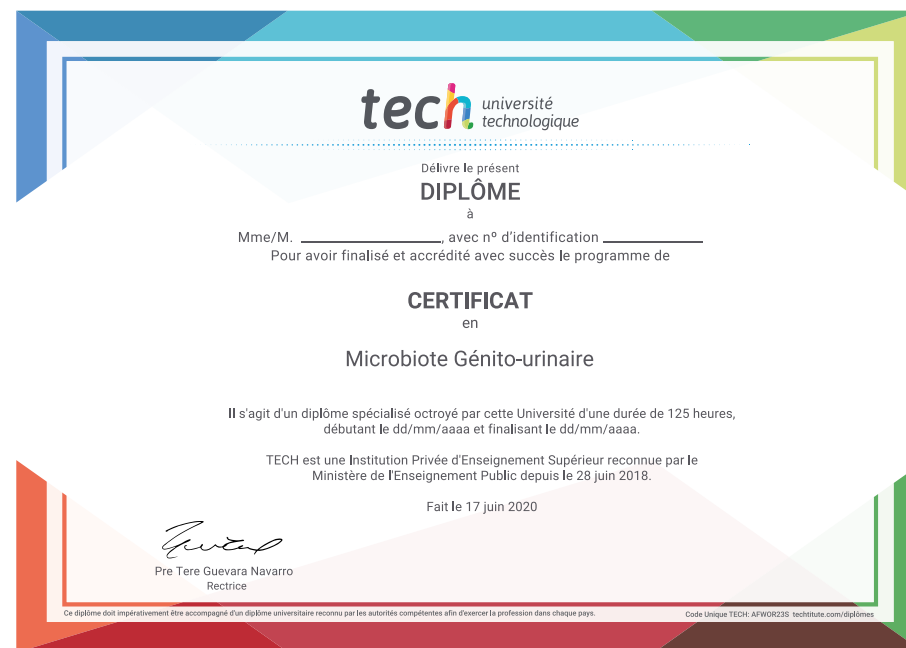 tech université
technologique
Délivre le présent
DIPLÔME
à
Mme/M. ____________________, avec nº d'identification ______________
Pour avoir finalisé et accrédité avec succès le programme de
CERTIFICAT
en
Microbiote Génito-urinaire
Il s'agit d'un diplôme spécialisé octroyé par cette Université d'une durée de 125 heures,
débutant le dd/mm/aaaa et finalisant le dd/mm/aaaa.
TECH est une Institution Privée d'Enseignement Supérieur reconnue par le
Ministère de l'Enseignement Public depuis le 28 juin 2018.
Fait le 17 juin 2020
Pre Tere Guevara Navarro
Rectrice
Ce diplôme doit impérativement être accompagné d'un diplôme universitaire reconnu par les autorités compétentes afin d'exercer la profession dans chaque pays.
Code Unique TECH: AFWOR23S techtitute.com/diplômes